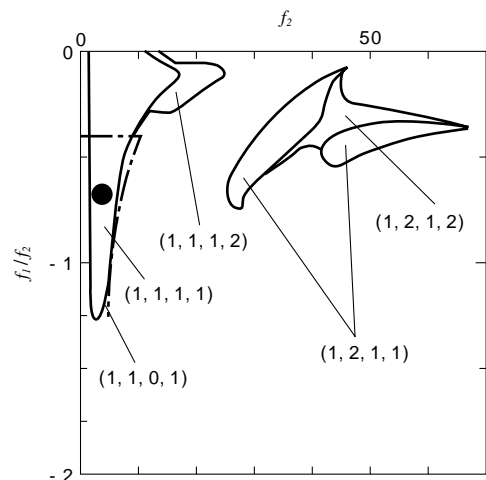 f2
0 50
0
(1, 1, 1, 2)
(1, 2, 1, 2)
f1/f2
- 1
(1, 1, 1, 1)
(1, 2, 1, 1)
(1, 1, 0, 1)
- 2